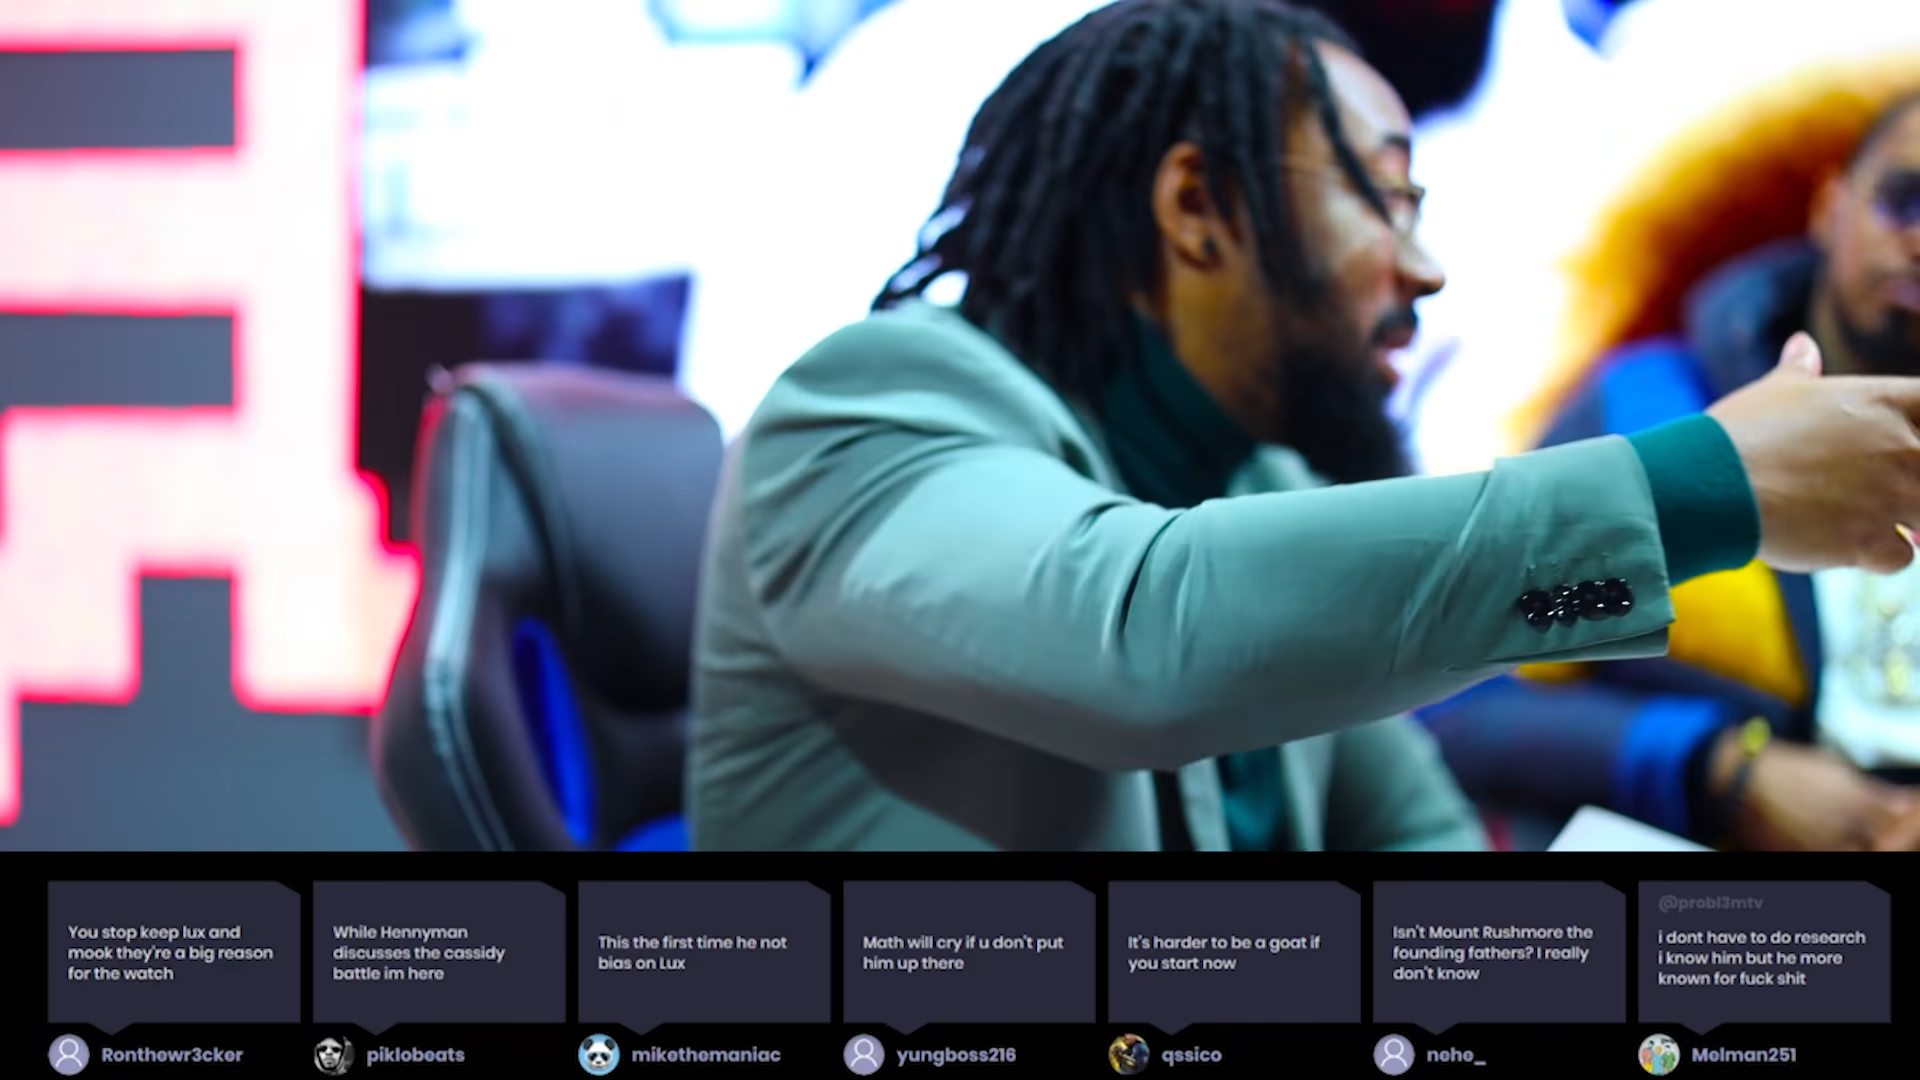 You stop keep lux and
mook they're a big reason
for the watch
Ronthewr3cker
While Hennyman
discusses the cassidy
battle im here
piklobeats
This the first time he not
bias on Lux
mikethemaniac
Math will cry if u don't put
him up there
yungboss216
It's harder to be a goat if
you start now
qssico
Isn't Mount Rushmore the
founding fathers? I really
don't know
nehe_
@probl3mtv
i dont have to do research
i know him but he more
known for fuck shit
Melman251